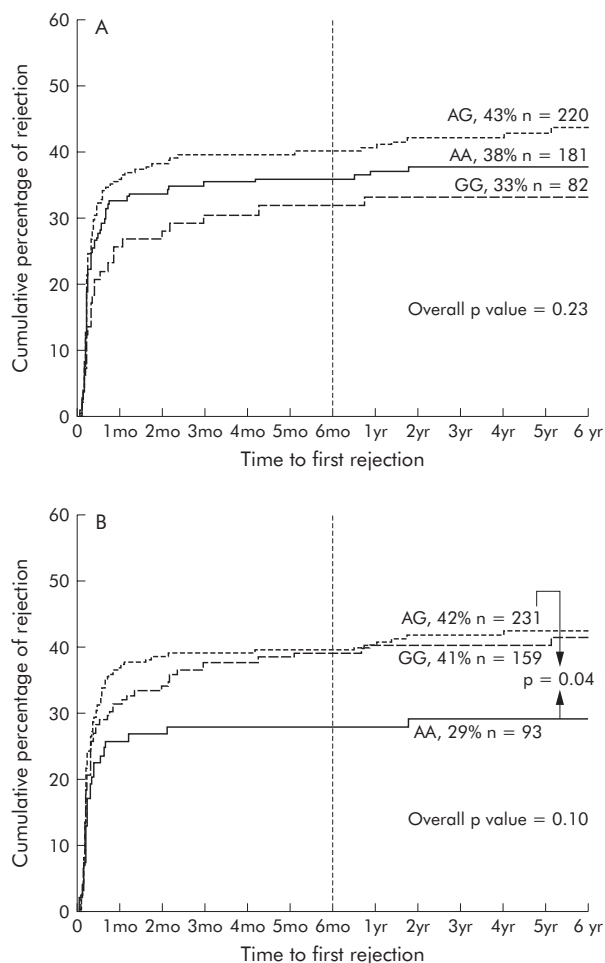 A
60
50
40
30
20
10
0
Cumulative percentage of rejection
AG, 43% n = 220
AA, 38% n = 181
GG, 33% n = 82
Overall p value = 0.23
0 1mo 2mo 3mo 4mo 5mo 6mo 1yr 2yr 3yr 4yr 5yr 6 yr
Time to first rejection
B
60
50
40
30
20
10
0
Cumulative percentage of rejection
AG, 42% n = 231
GG, 41% n = 159
p = 0.04
AA, 29% n = 93
Overall p value = 0.10
0 1mo 2mo 3mo 4mo 5mo 6mo 1yr 2yr 3yr 4yr 5yr 6 yr
Time to first rejection